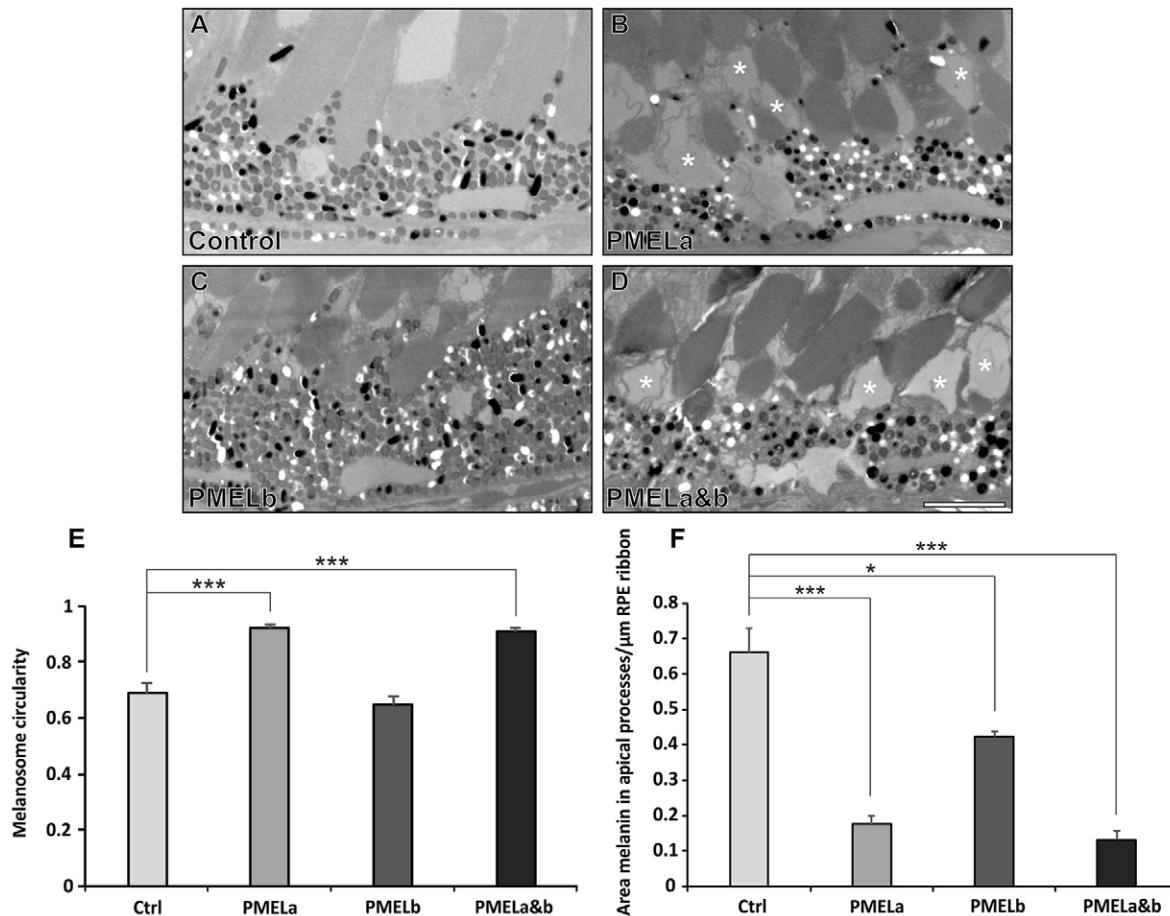 A
Control
B
PMELa
* * * *
C
PMELb
D
PMELa&b
* * * *
E
***
***
Melanosome circularity
1
0.8
0.6
0.4
0.2
0
Ctrl PMELa PMELb PMELa&b
F
***
*
***
Area melanin in apical processes/µm RPE ribbon
0.8
0.7
0.6
0.5
0.4
0.3
0.2
0.1
0
Ctrl PMELa PMELb PMELa&b